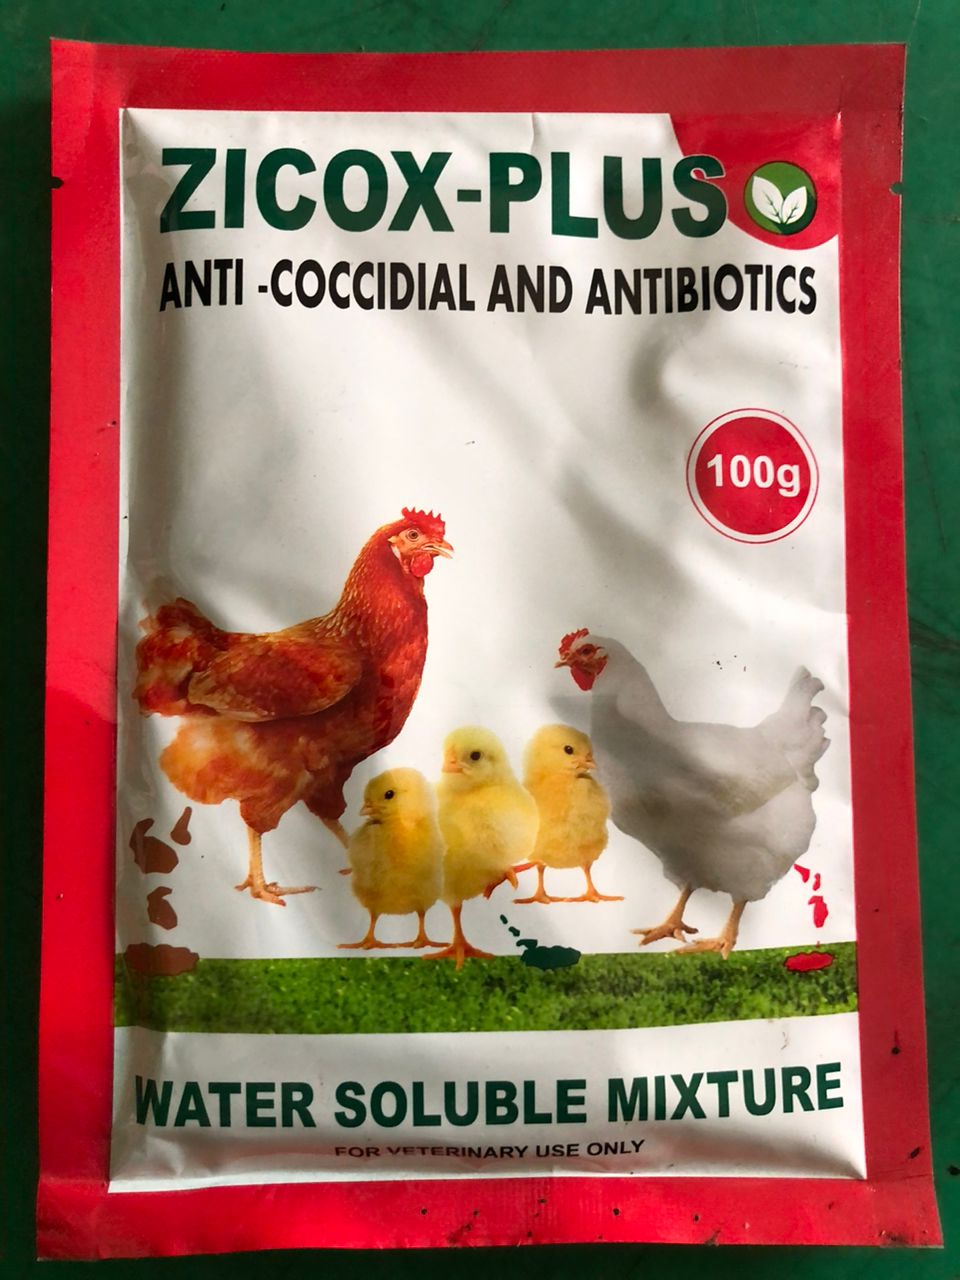 ZICOX-PLUS
ANTI -COCCIDIAL AND ANTIBIOTICS
100g
WATER SOLUBLE MIXTURE
FOR VETERINARY USE ONLY